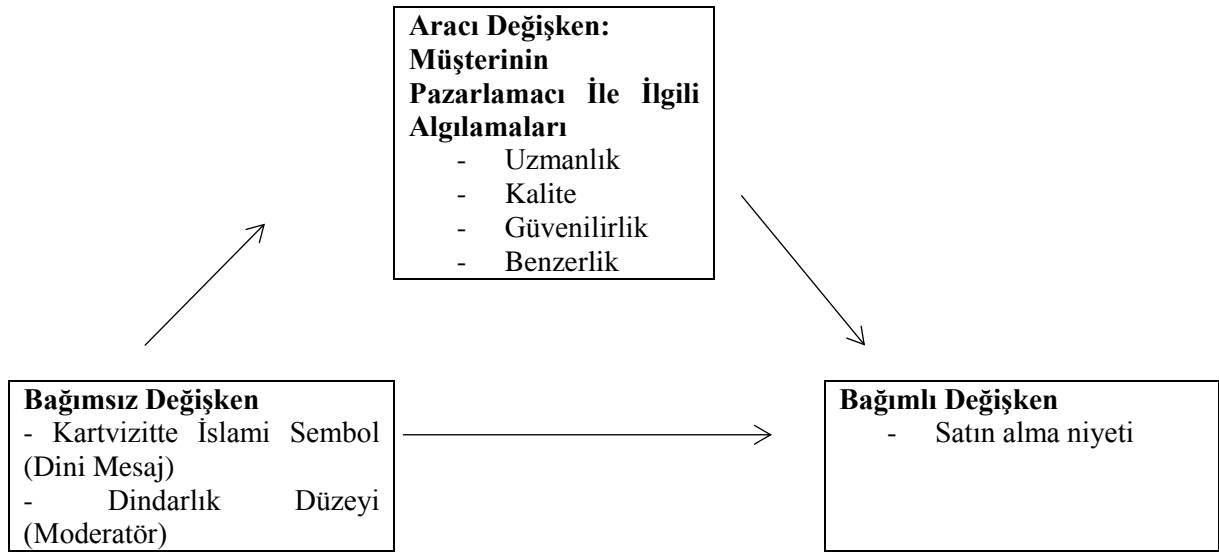 Aracı Değişken:
Müşterinin
Pazarlamacı İle İlgili
Algılamaları
- Uzmanlık
- Kalite
- Güvenilirlik
- Benzerlik
Bağımsız Değişken
- Kartvizitte İslami Sembol
(Dini Mesaj)
- Dindarlık Düzeyi
(Moderatör)
Bağımlı Değişken
- Satın alma niyeti